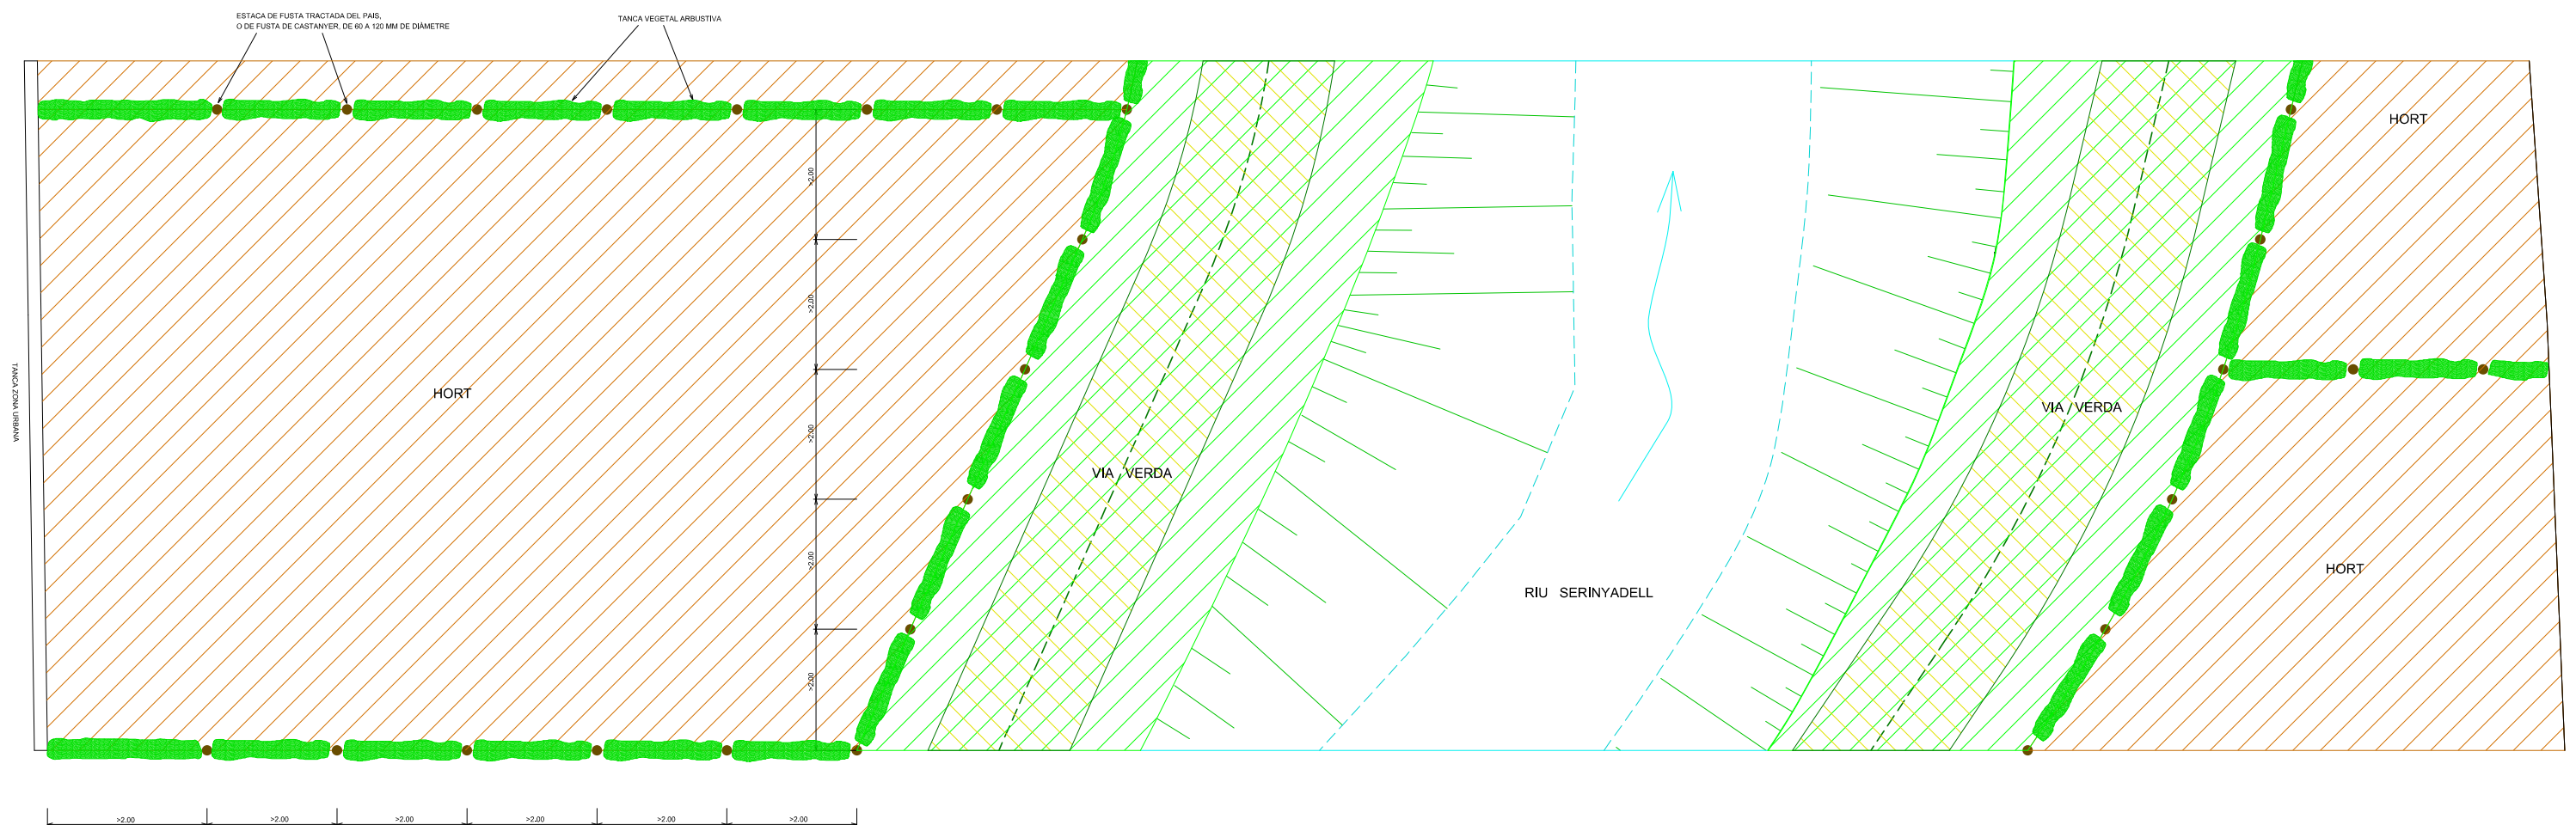 ESTACA DE FUSTA TRACTADA DEL PAÍS,
O DE FUSTA DE CASTANYER, DE 60 A 120 MM DE DIÀMETRE
TANCA VEGETAL ARBUSTIVA
HORT
>2.00
>2.00
TANCA ZONA URBANA
HORT
VIA VERDA
>2.00
VIA VERDA
>2.00
HORT
RIU SERINYADELL
>2.00
>2.00 >2.00 >2.00 >2.00 >2.00 >2.00